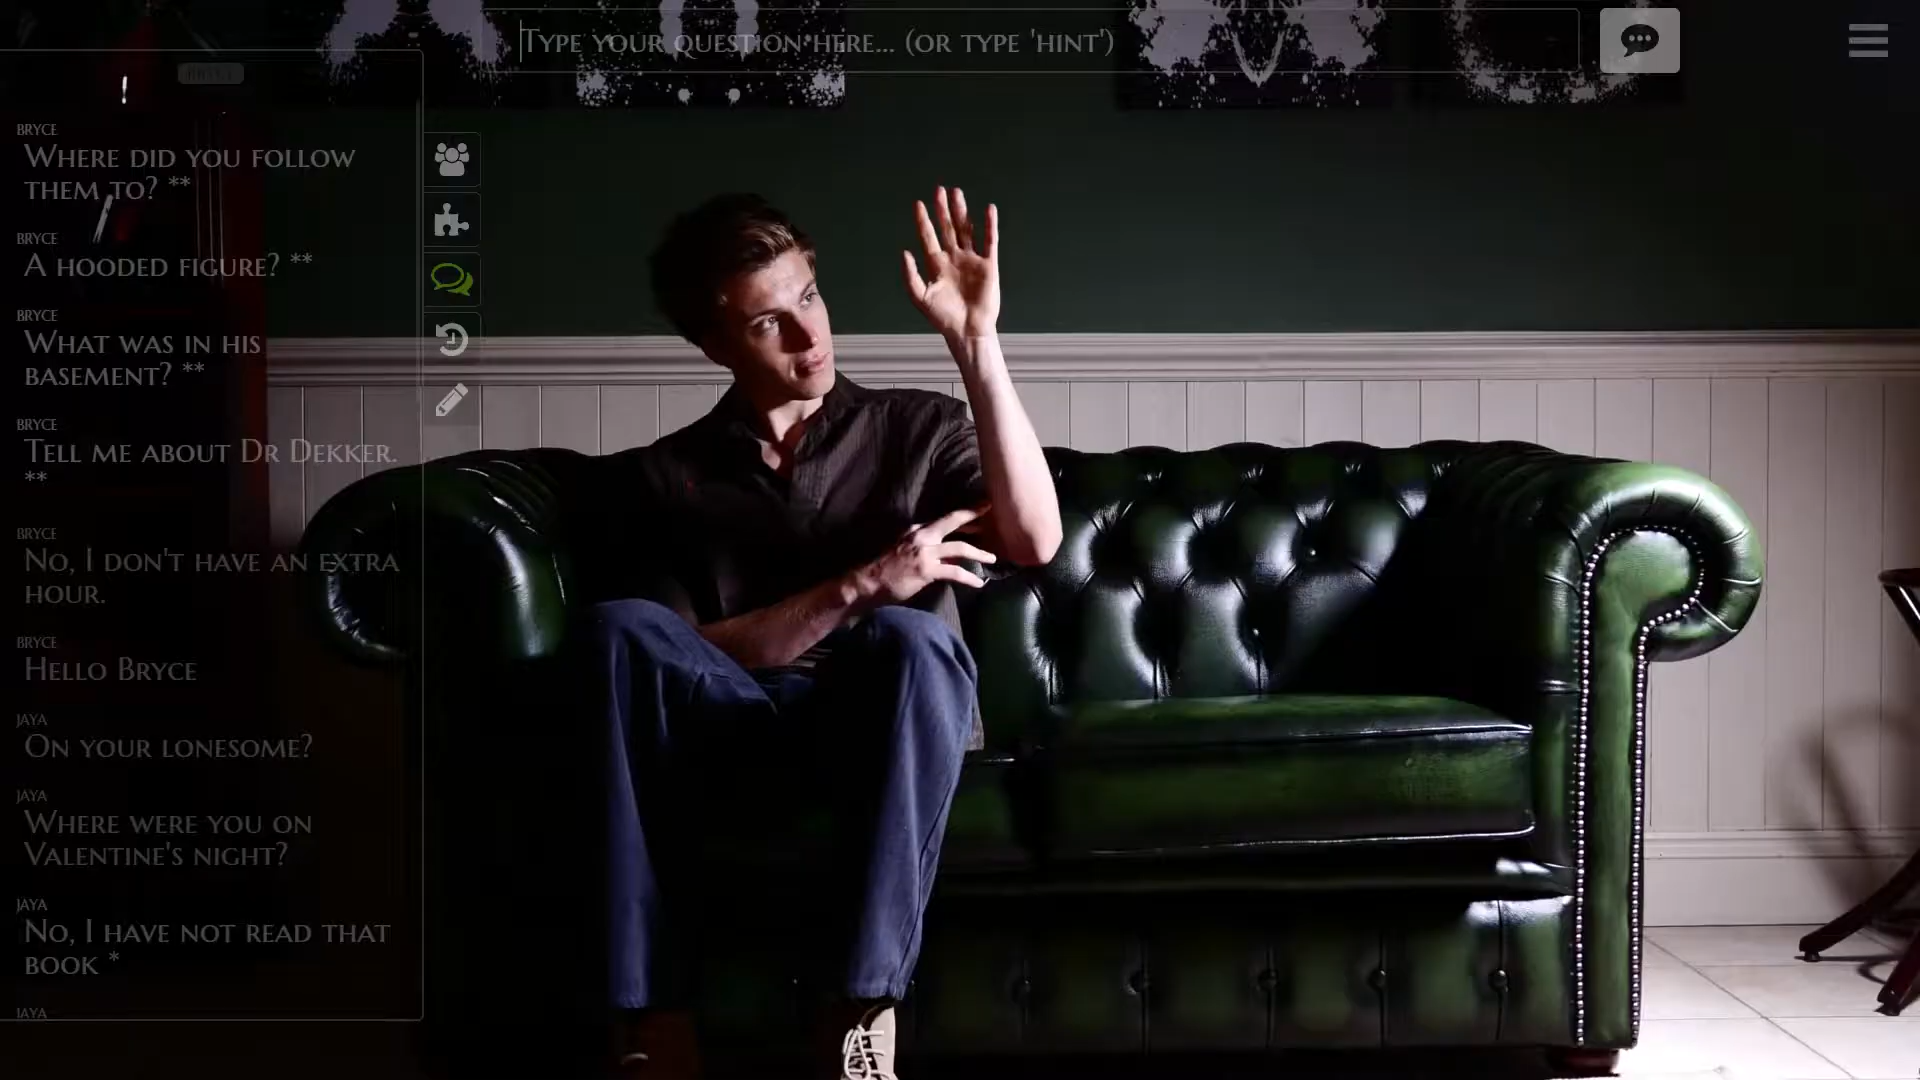 Type your question here... (or type 'hint')
BRYCE
Where did you follow
them to? **
BRYCE
A hooded figure? **
BRYCE
What was in his
basement? **
BRYCE
Tell me about Dr Dekker.
**
BRYCE
No, I don't have an extra
hour.
BRYCE
Hello Bryce
JAYA
On your lonesome?
JAYA
Where were you on
Valentine's night?
JAYA
No, I have not read that
book *
JAYA